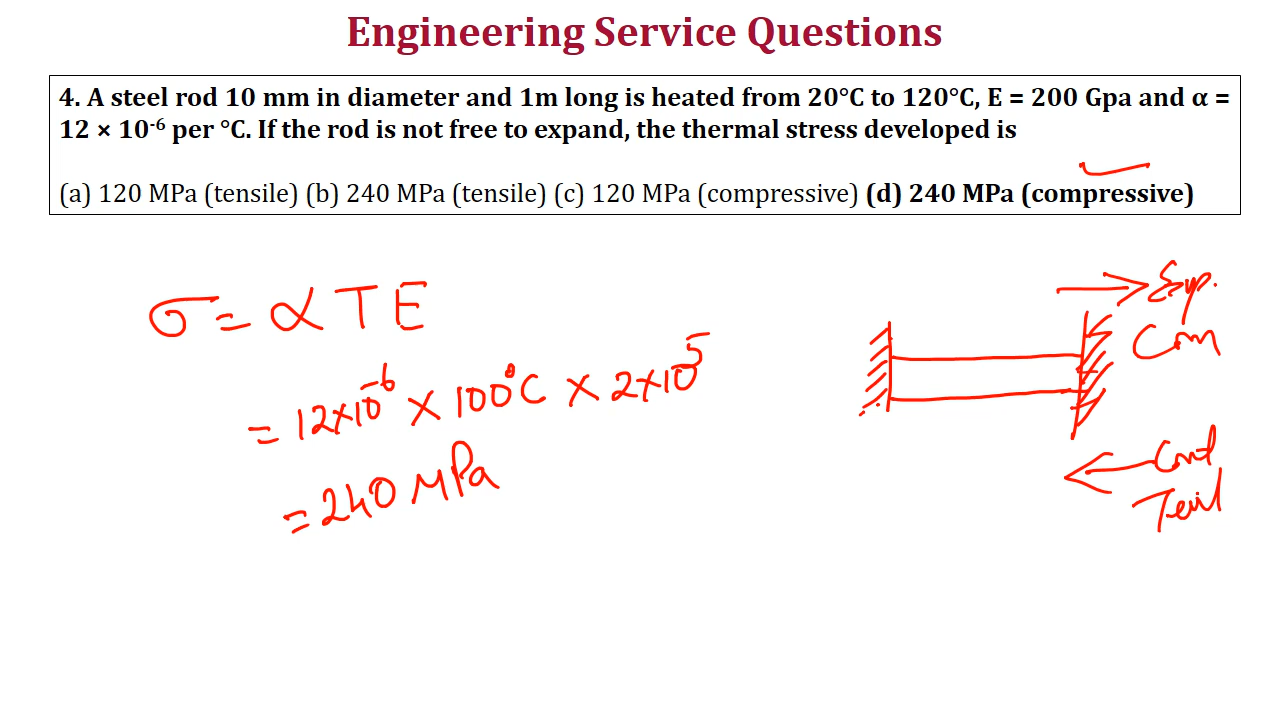 Engineering Service Questions
4. A steel rod 10 mm in diameter and 1m long is heated from 20°C to 120°C, E = 200 Gpa and α =
12 × 10⁻⁶ per °C. If the rod is not free to expand, the thermal stress developed is
(a) 120 MPa (tensile) (b) 240 MPa (tensile) (c) 120 MPa (compressive) (d) 240 MPa (compressive)
σ = α T E
= 12×10⁻⁶ × 100°C × 2×10⁵
= 240 MPa
Exp.
Com